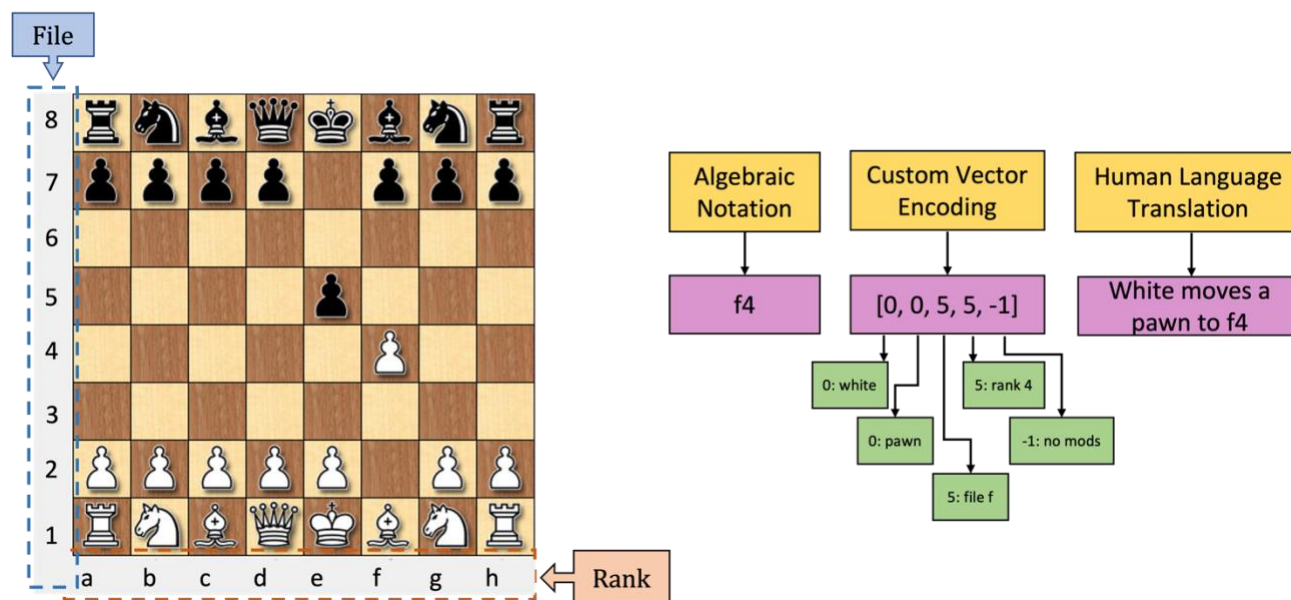 File
8
7
6
5
4
3
2
1
a b c d e f g h
Rank
Algebraic
Notation
f4
Custom Vector
Encoding
[0, 0, 5, 5, -1]
0: white
5: rank 4
0: pawn
-1: no mods
5: file f
Human Language
Translation
White moves a
pawn to f4